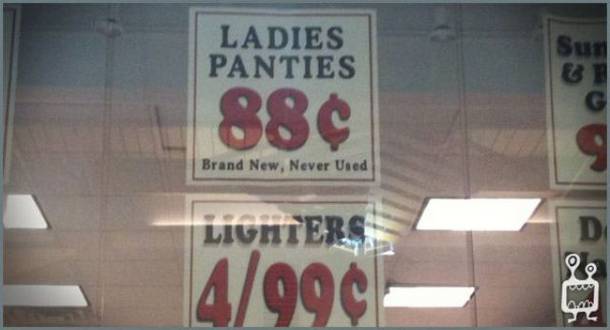 LADIES
PANTIES
88¢
Brand New, Never Used
LIGHTERS
4/99¢